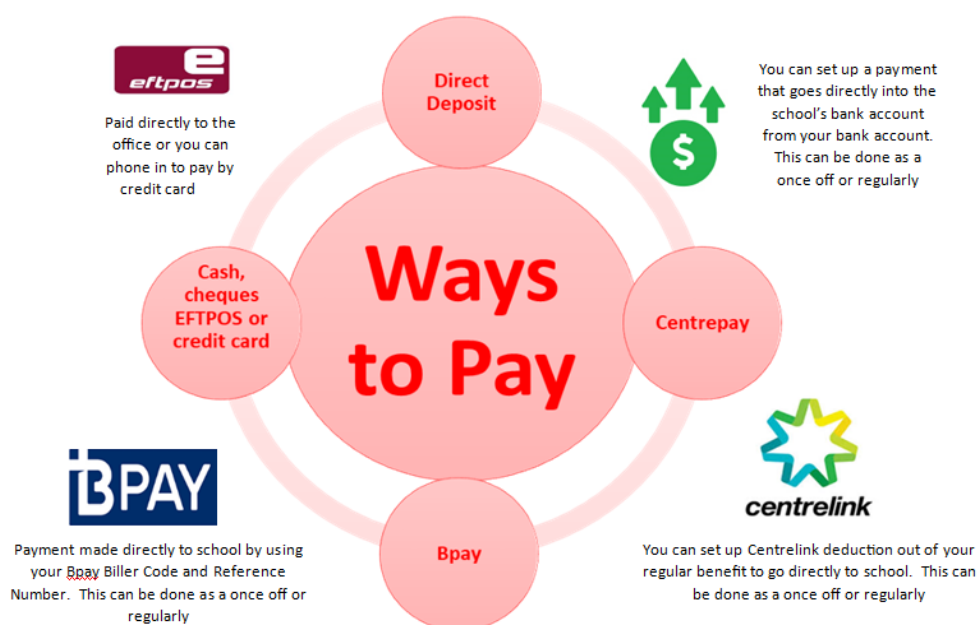 e
eftpos
Paid directly to the
office or you can
phone in to pay by
credit card
Direct
Deposit
$
You can set up a payment
that goes directly into the
school's bank account
from your bank account.
This can be done as a
once off or regularly
Cash,
cheques
EFTPOS or
credit card
Ways
to Pay
Centrepay
BPAY
Payment made directly to school by using
your Bpay Biller Code and Reference
Number.  This can be done as a once off or
regularly
Bpay
centrelink
You can set up Centrelink deduction out of your
regular benefit to go directly to school.  This can
be done as a once off or regularly